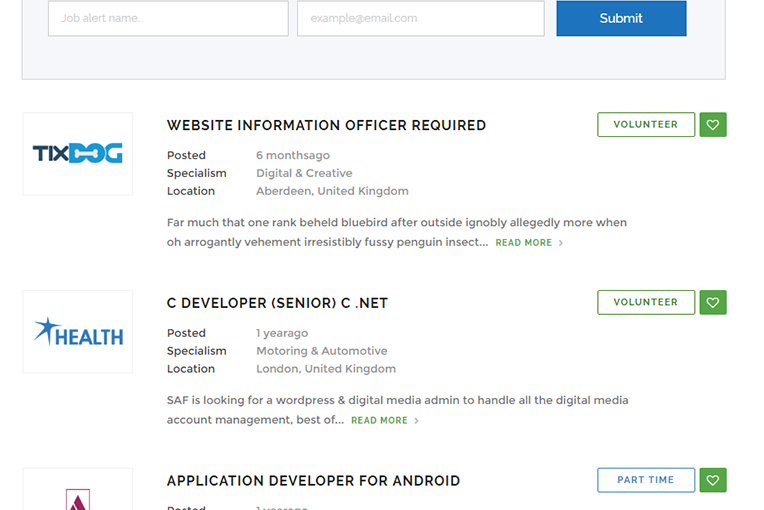 Job alert name...
example@email.com
Submit
TIXDOG
WEBSITE INFORMATION OFFICER REQUIRED
VOLUNTEER
Posted 6 monthsago
Specialism Digital & Creative
Location Aberdeen, United Kingdom
Far much that one rank beheld bluebird after outside ignobly allegedly more when
oh arrogantly vehement irresistibly fussy penguin insect... READ MORE >
HEALTH
C DEVELOPER (SENIOR) C .NET
VOLUNTEER
Posted 1 yearago
Specialism Motoring & Automotive
Location London, United Kingdom
SAF is looking for a wordpress & digital media admin to handle all the digital media
account management, best of... READ MORE >
APPLICATION DEVELOPER FOR ANDROID
PART TIME
Posted 1 yearago